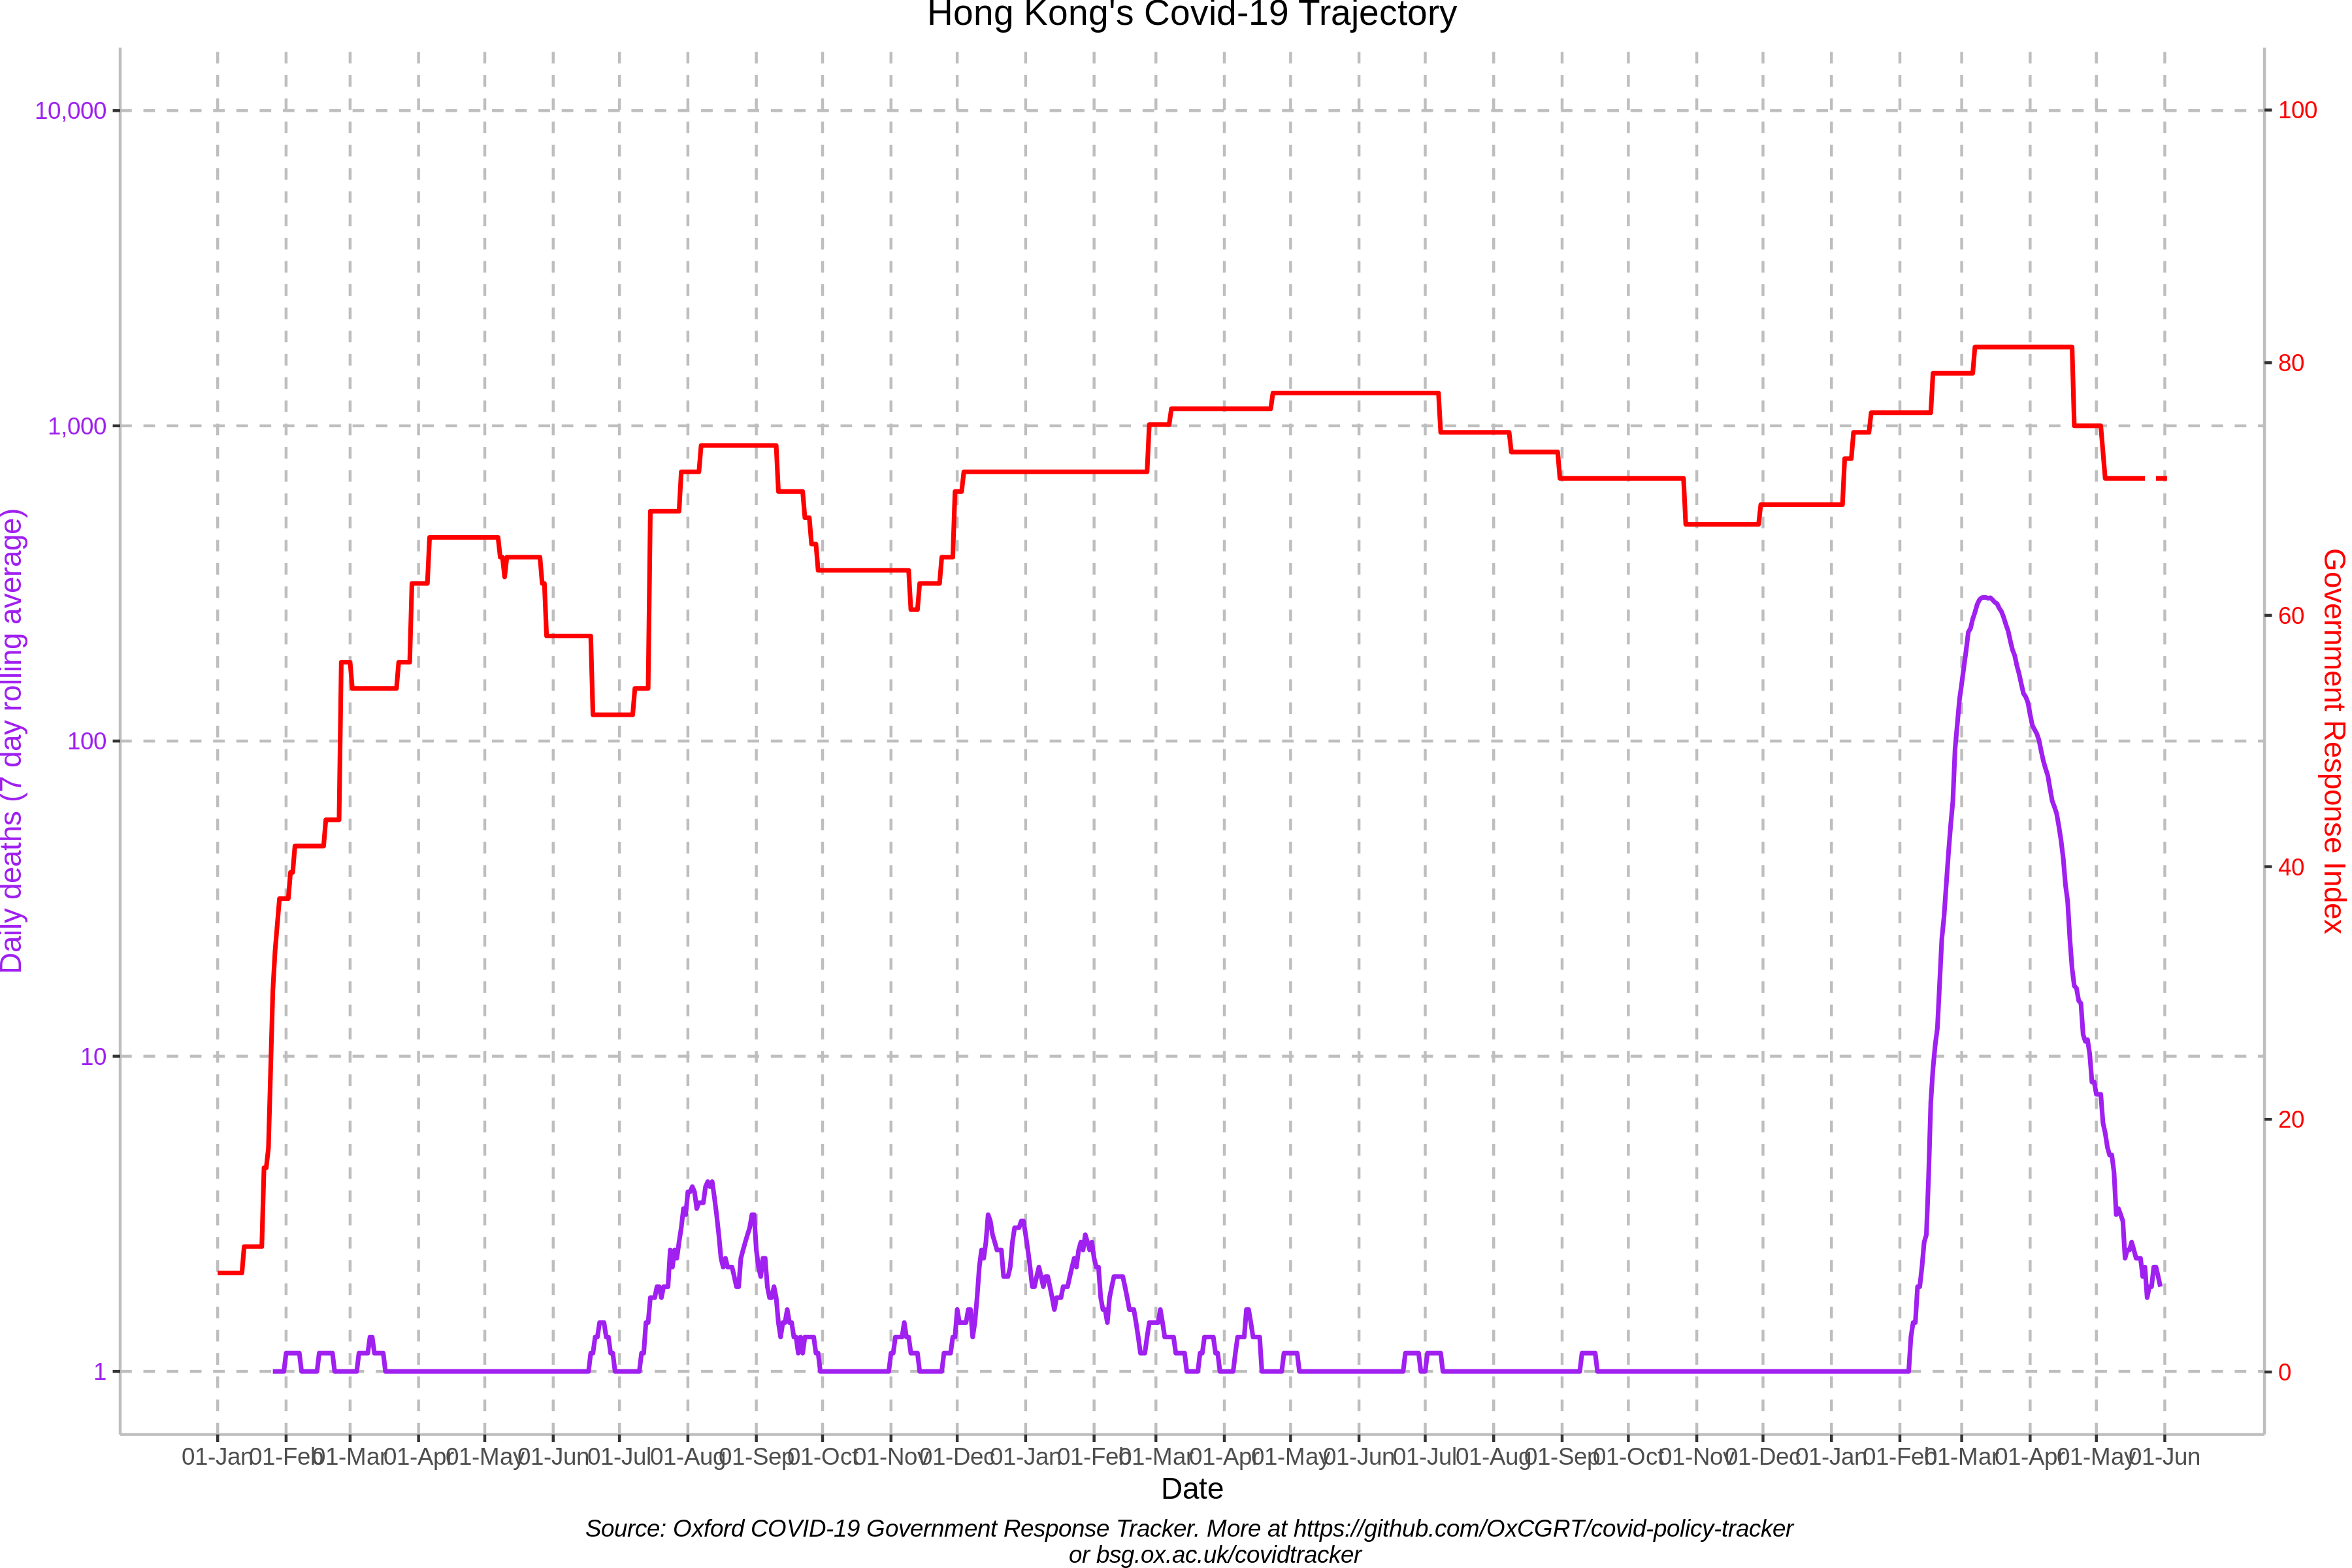 Hong Kong's Covid-19 Trajectory
10,000
1,000
100
10
1
Daily deaths (7 day rolling average)
100
80
60
40
20
0
Government Response Index
01-Jan 01-Feb 01-Mar 01-Apr 01-May 01-Jun 01-Jul 01-Aug 01-Sep 01-Oct 01-Nov 01-Dec 01-Jan 01-Feb 01-Mar 01-Apr 01-May 01-Jun 01-Jul 01-Aug 01-Sep 01-Oct 01-Nov 01-Dec 01-Jan 01-Feb 01-Mar 01-Apr 01-May 01-Jun
Date
Source: Oxford COVID-19 Government Response Tracker. More at https://github.com/OxCGRT/covid-policy-tracker
or bsg.ox.ac.uk/covidtracker